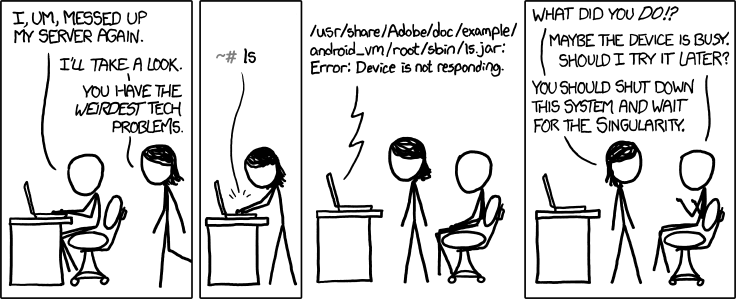 I, UM, MESSED UP
MY SERVER AGAIN.
I'LL TAKE A LOOK.
YOU HAVE THE
WEIRDEST TECH
PROBLEMS.
~# ls
/usr/share/Adobe/doc/example/
android_vm/root/sbin/ls.jar:
Error: Device is not responding.
WHAT DID YOU DO!?
MAYBE THE DEVICE IS BUSY.
SHOULD I TRY IT LATER?
YOU SHOULD SHUT DOWN
THIS SYSTEM AND WAIT
FOR THE SINGULARITY.